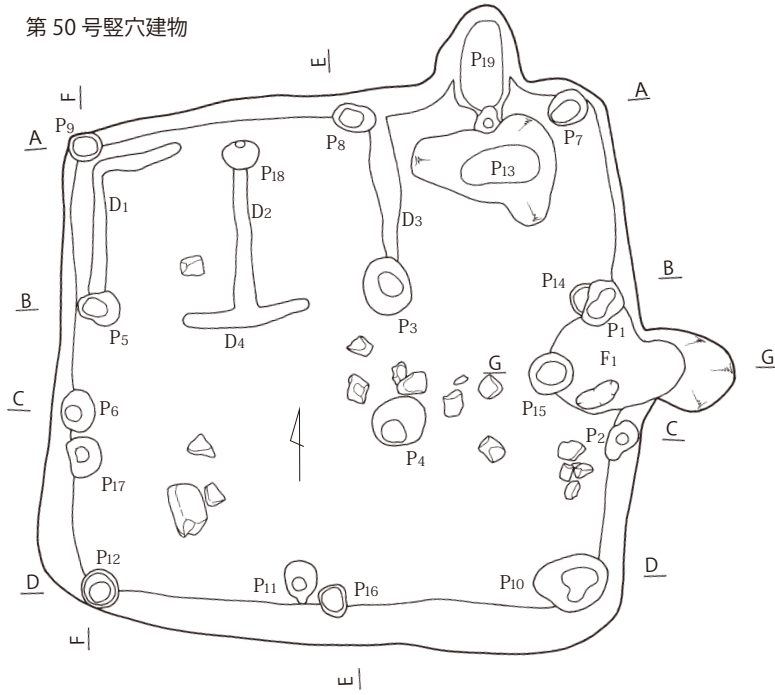 第 50 号竪穴建物
E
P19
A
F
P9
A
P8
P7
P18
P13
D1
D2
D3
B
P14
B
P5
P3
P1
D4
F1
G
G
C
P6
P15
P4
P2
C
P17
P12
D
P11
P16
P10
D
F
E